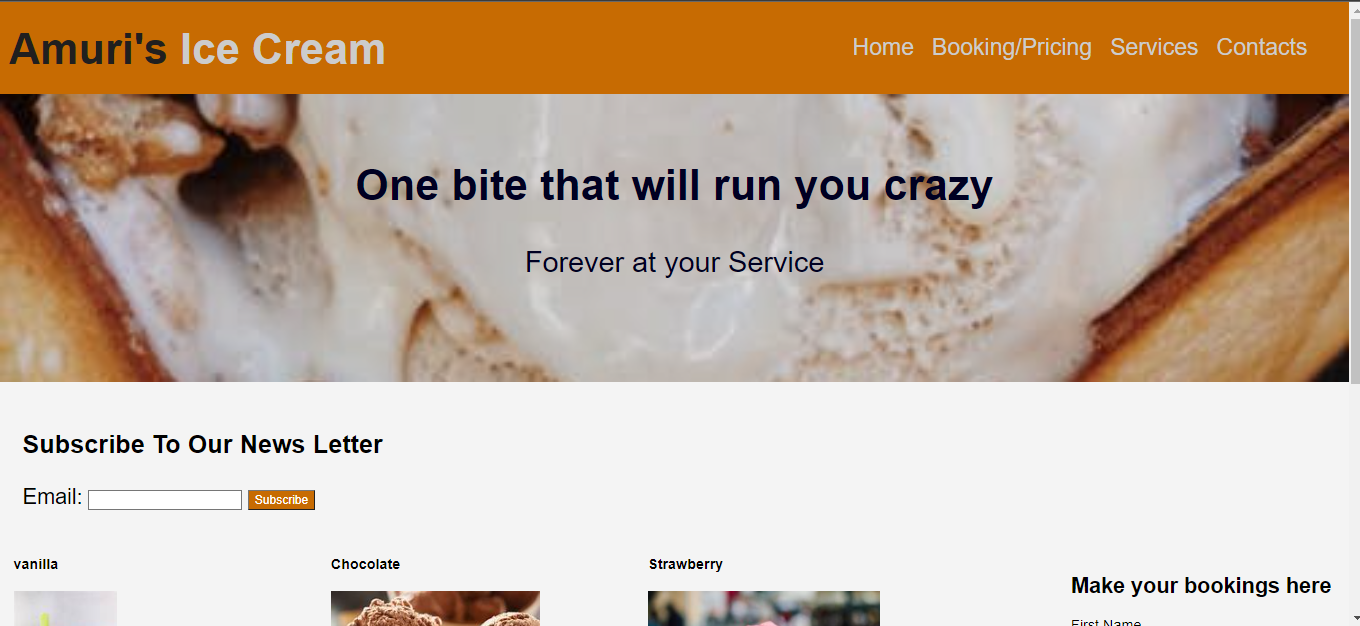 Amuri's Ice Cream
Home Booking/Pricing Services Contacts
One bite that will run you crazy
Forever at your Service
Subscribe To Our News Letter
Email: Subscribe
vanilla Chocolate Strawberry
Make your bookings here
First Name